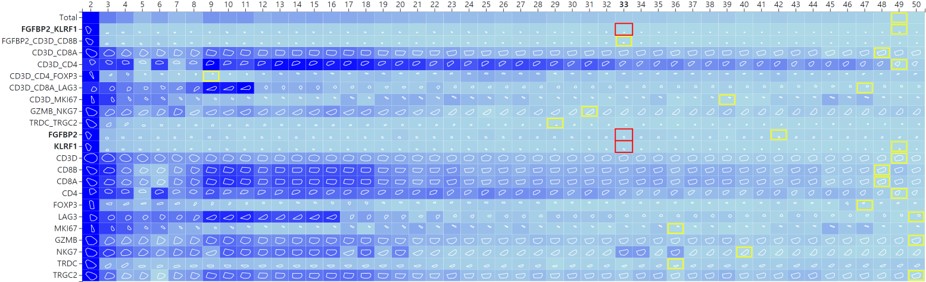 2 3 4 5 6 7 8 9 10 11 12 13 14 15 16 17 18 19 20 21 22 23 24 25 26 27 28 29 30 31 32 33 34 35 36 37 38 39 40 41 42 43 44 45 46 47 48 49 50
Total
FGFBP2_KLRF1
FGFBP2_CD3D_CD8B
CD3D_CD8A
CD3D_CD4
CD3D_CD4_FOXP3
CD3D_CD8A_LAG3
CD3D_MKI67
GZMB_NKG7
TRDC_TRGC2
FGFBP2
KLRF1
CD3D
CD8B
CD8A
CD4
FOXP3
LAG3
MKI67
GZMB
NKG7
TRDC
TRGC2